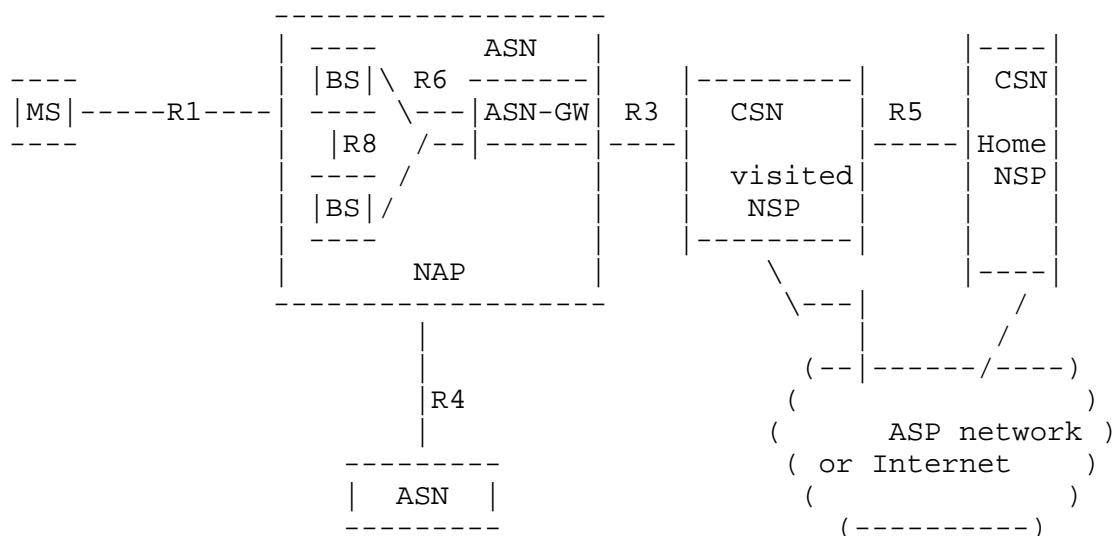 ASN
|BS| R6 CSN
|MS|-----R1---- |ASN-GW| R3 CSN R5
|R8 Home
visited NSP
|BS| NSP
NAP
R4
ASP network
ASN or Internet